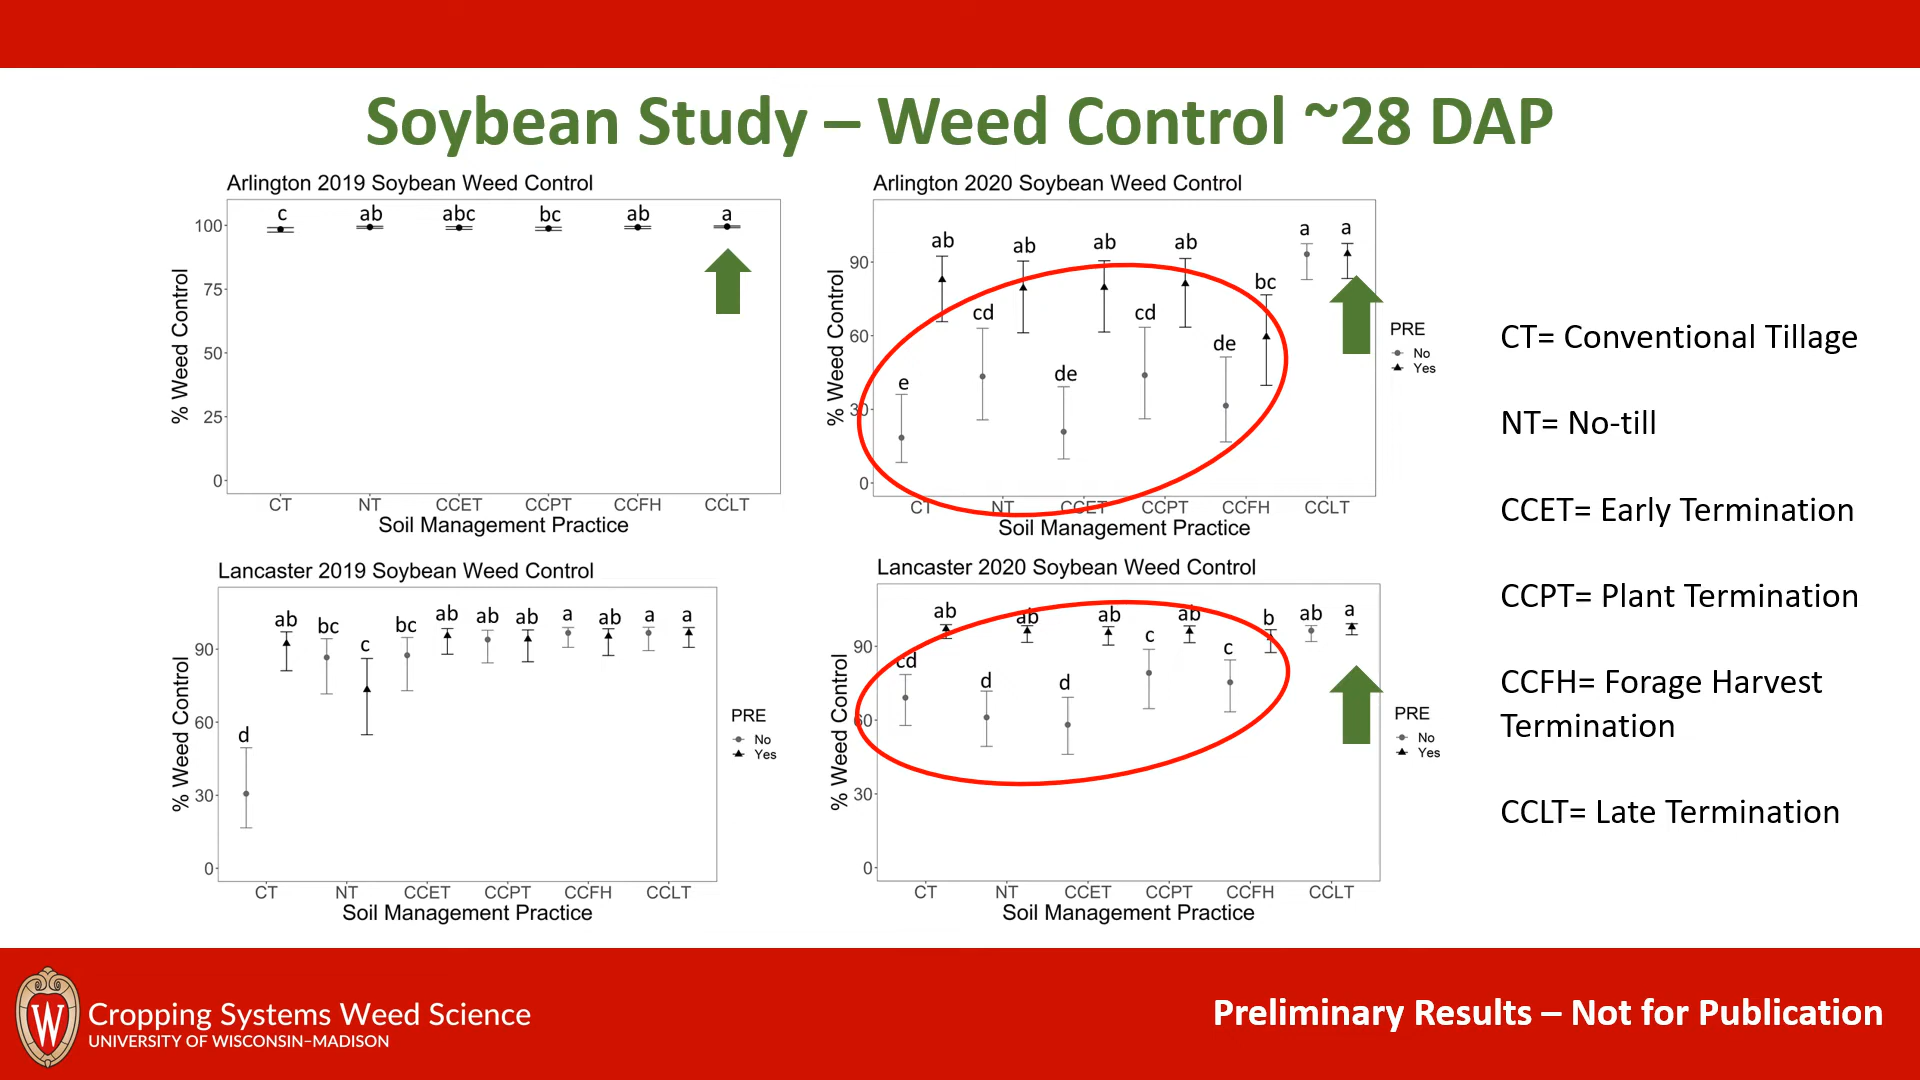 Soybean Study – Weed Control ~28 DAP
Arlington 2019 Soybean Weed Control
c ab abc bc ab a
100
75
50
25
0
% Weed Control
CT NT CCET CCPT CCFH CCLT
Soil Management Practice
Arlington 2020 Soybean Weed Control
a a
ab ab ab ab
bc
cd cd
de
de
e
90
60
30
0
% Weed Control
CT NT CCET CCPT CCFH CCLT
Soil Management Practice
PRE
No
Yes
Lancaster 2019 Soybean Weed Control
ab bc c bc ab ab ab a ab a a
d
90
60
30
0
% Weed Control
CT NT CCET CCPT CCFH CCLT
Soil Management Practice
PRE
No
Yes
Lancaster 2020 Soybean Weed Control
ab ab ab ab b ab a
cd d d c c
90
60
30
0
% Weed Control
CT NT CCET CCPT CCFH CCLT
Soil Management Practice
PRE
No
Yes
CT= Conventional Tillage
NT= No-till
CCET= Early Termination
CCPT= Plant Termination
CCFH= Forage Harvest
Termination
CCLT= Late Termination
W
Cropping Systems Weed Science
UNIVERSITY OF WISCONSIN–MADISON
Preliminary Results – Not for Publication